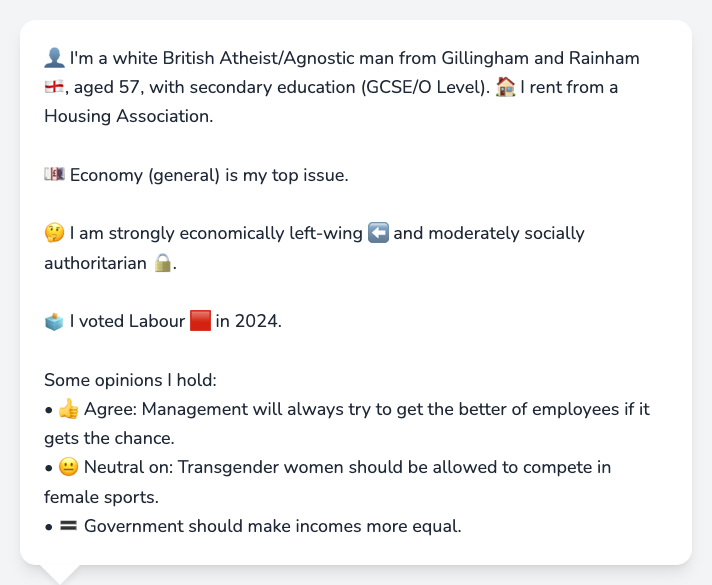 👤 I'm a white British Atheist/Agnostic man from Gillingham and Rainham
🏴󠁧󠁢󠁥󠁮󠁧󠁿, aged 57, with secondary education (GCSE/O Level). 🏠 I rent from a
Housing Association.
💷 Economy (general) is my top issue.
🤔 I am strongly economically left-wing ⬅️ and moderately socially
authoritarian 🔒.
🗳️ I voted Labour 🟥 in 2024.
Some opinions I hold:
• 👍 Agree: Management will always try to get the better of employees if it
gets the chance.
• 😐 Neutral on: Transgender women should be allowed to compete in
female sports.
• 🟰 Government should make incomes more equal.